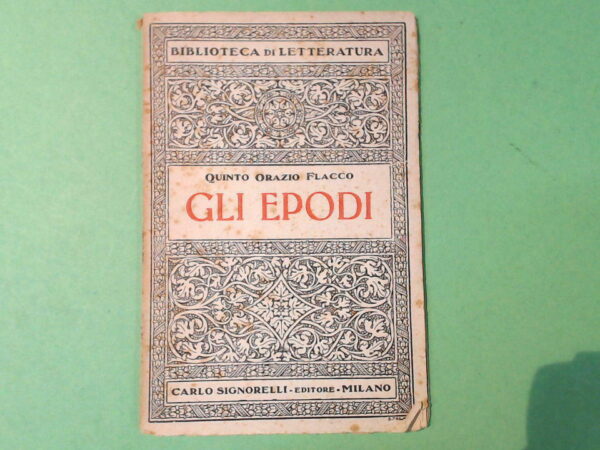 BIBLIOTECA DI LETTERATURA
QUINTO ORAZIO FLACCO
GLI EPODI
CARLO SIGNORELLI - EDITORE - MILANO